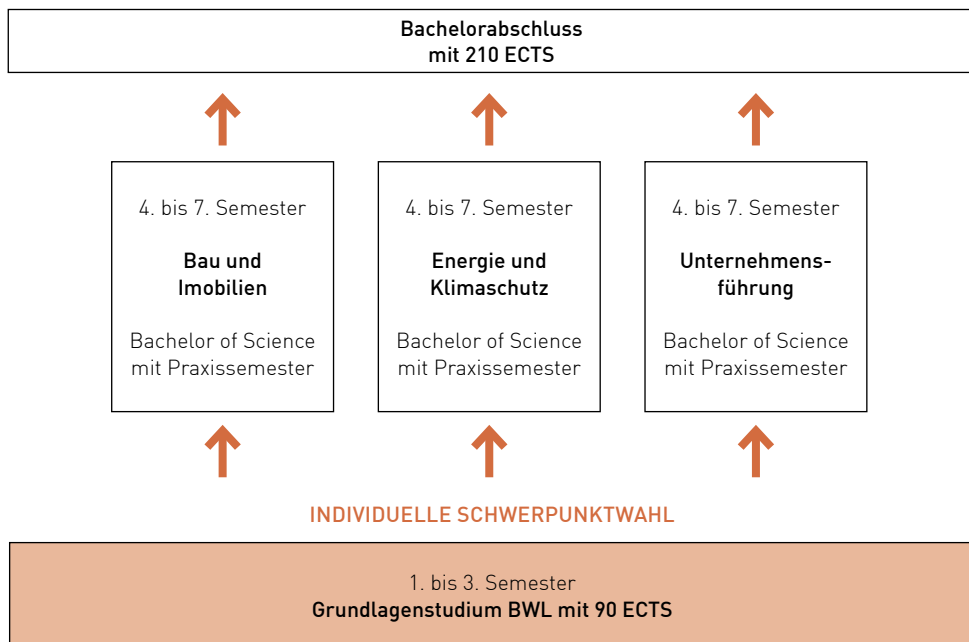 Bachelorabschluss
mit 210 ECTS
4. bis 7. Semester
Bau und
Imobilien
Bachelor of Science
mit Praxissemester
4. bis 7. Semester
Energie und
Klimaschutz
Bachelor of Science
mit Praxissemester
4. bis 7. Semester
Unternehmens-
führung
Bachelor of Science
mit Praxissemester
INDIVIDUELLE SCHWERPUNKTWAHL
1. bis 3. Semester
Grundlagenstudium BWL mit 90 ECTS